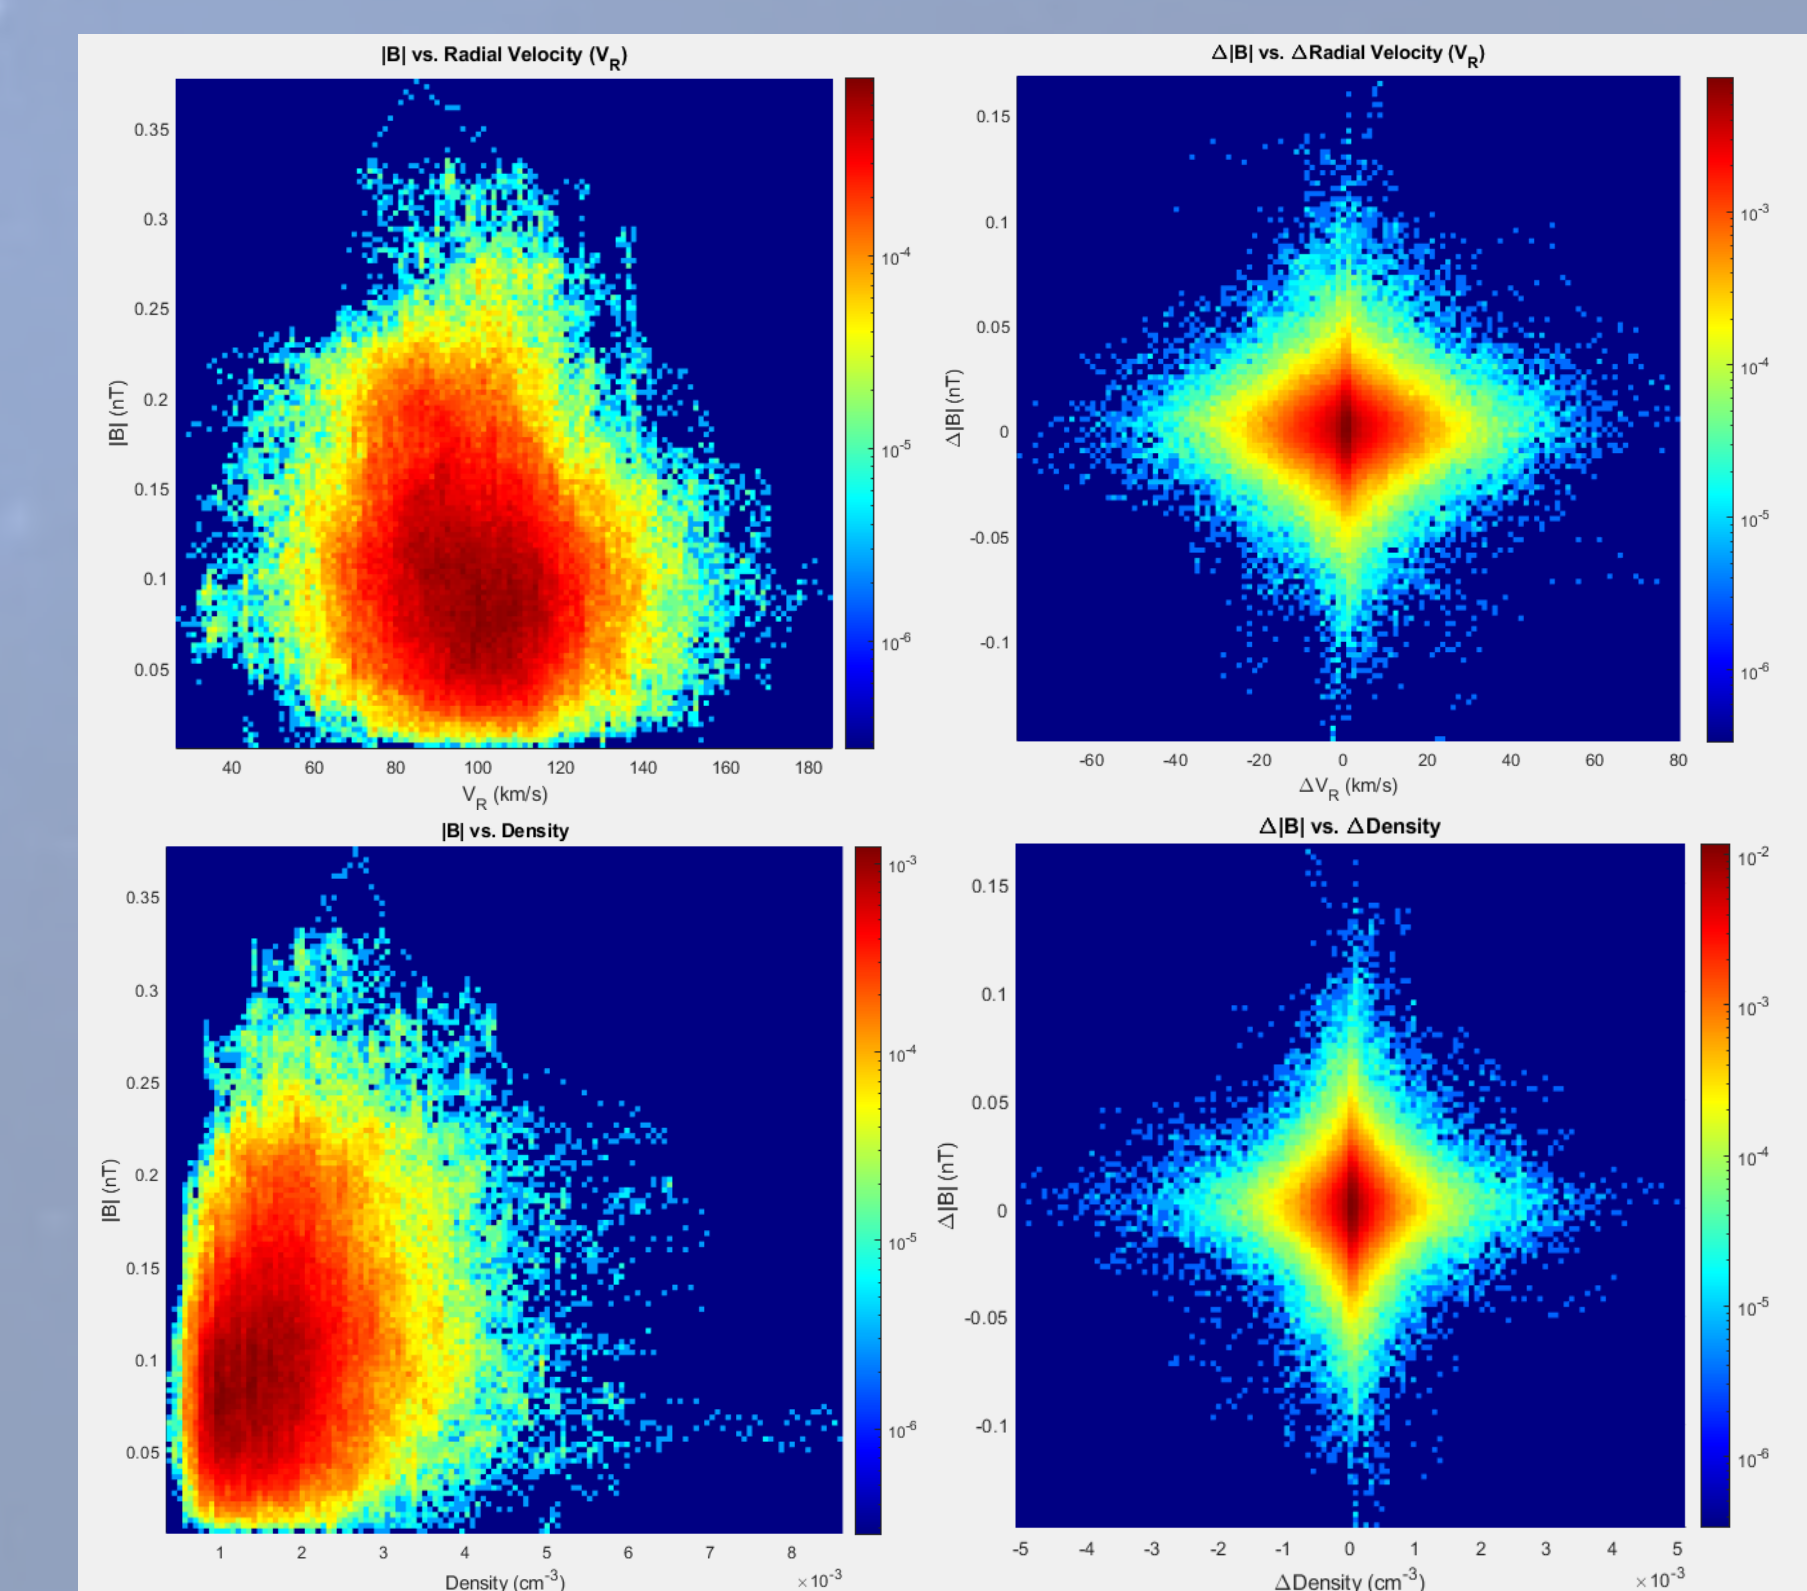 |B| vs. Radial Velocity (V_R)
0.35
0.3
0.25
0.2
0.15
0.1
0.05
|B| (nT)
40 60 80 100 120 140 160 180
V_R (km/s)
10^-4
10^-5
10^-6
Δ|B| vs. ΔRadial Velocity (V_R)
0.15
0.1
0.05
0
-0.05
-0.1
Δ|B| (nT)
-60 -40 -20 0 20 40 60 80
ΔV_R (km/s)
10^-3
10^-4
10^-5
10^-6
|B| vs. Density
0.35
0.3
0.25
0.2
0.15
0.1
0.05
|B| (nT)
1 2 3 4 5 6 7 8
Density (cm^-3)
×10^-3
10^-3
10^-4
10^-5
10^-6
Δ|B| vs. ΔDensity
0.15
0.1
0.05
0
-0.05
-0.1
Δ|B| (nT)
-5 -4 -3 -2 -1 0 1 2 3 4 5
ΔDensity (cm^-3)
×10^-3
10^-2
10^-3
10^-4
10^-5
10^-6